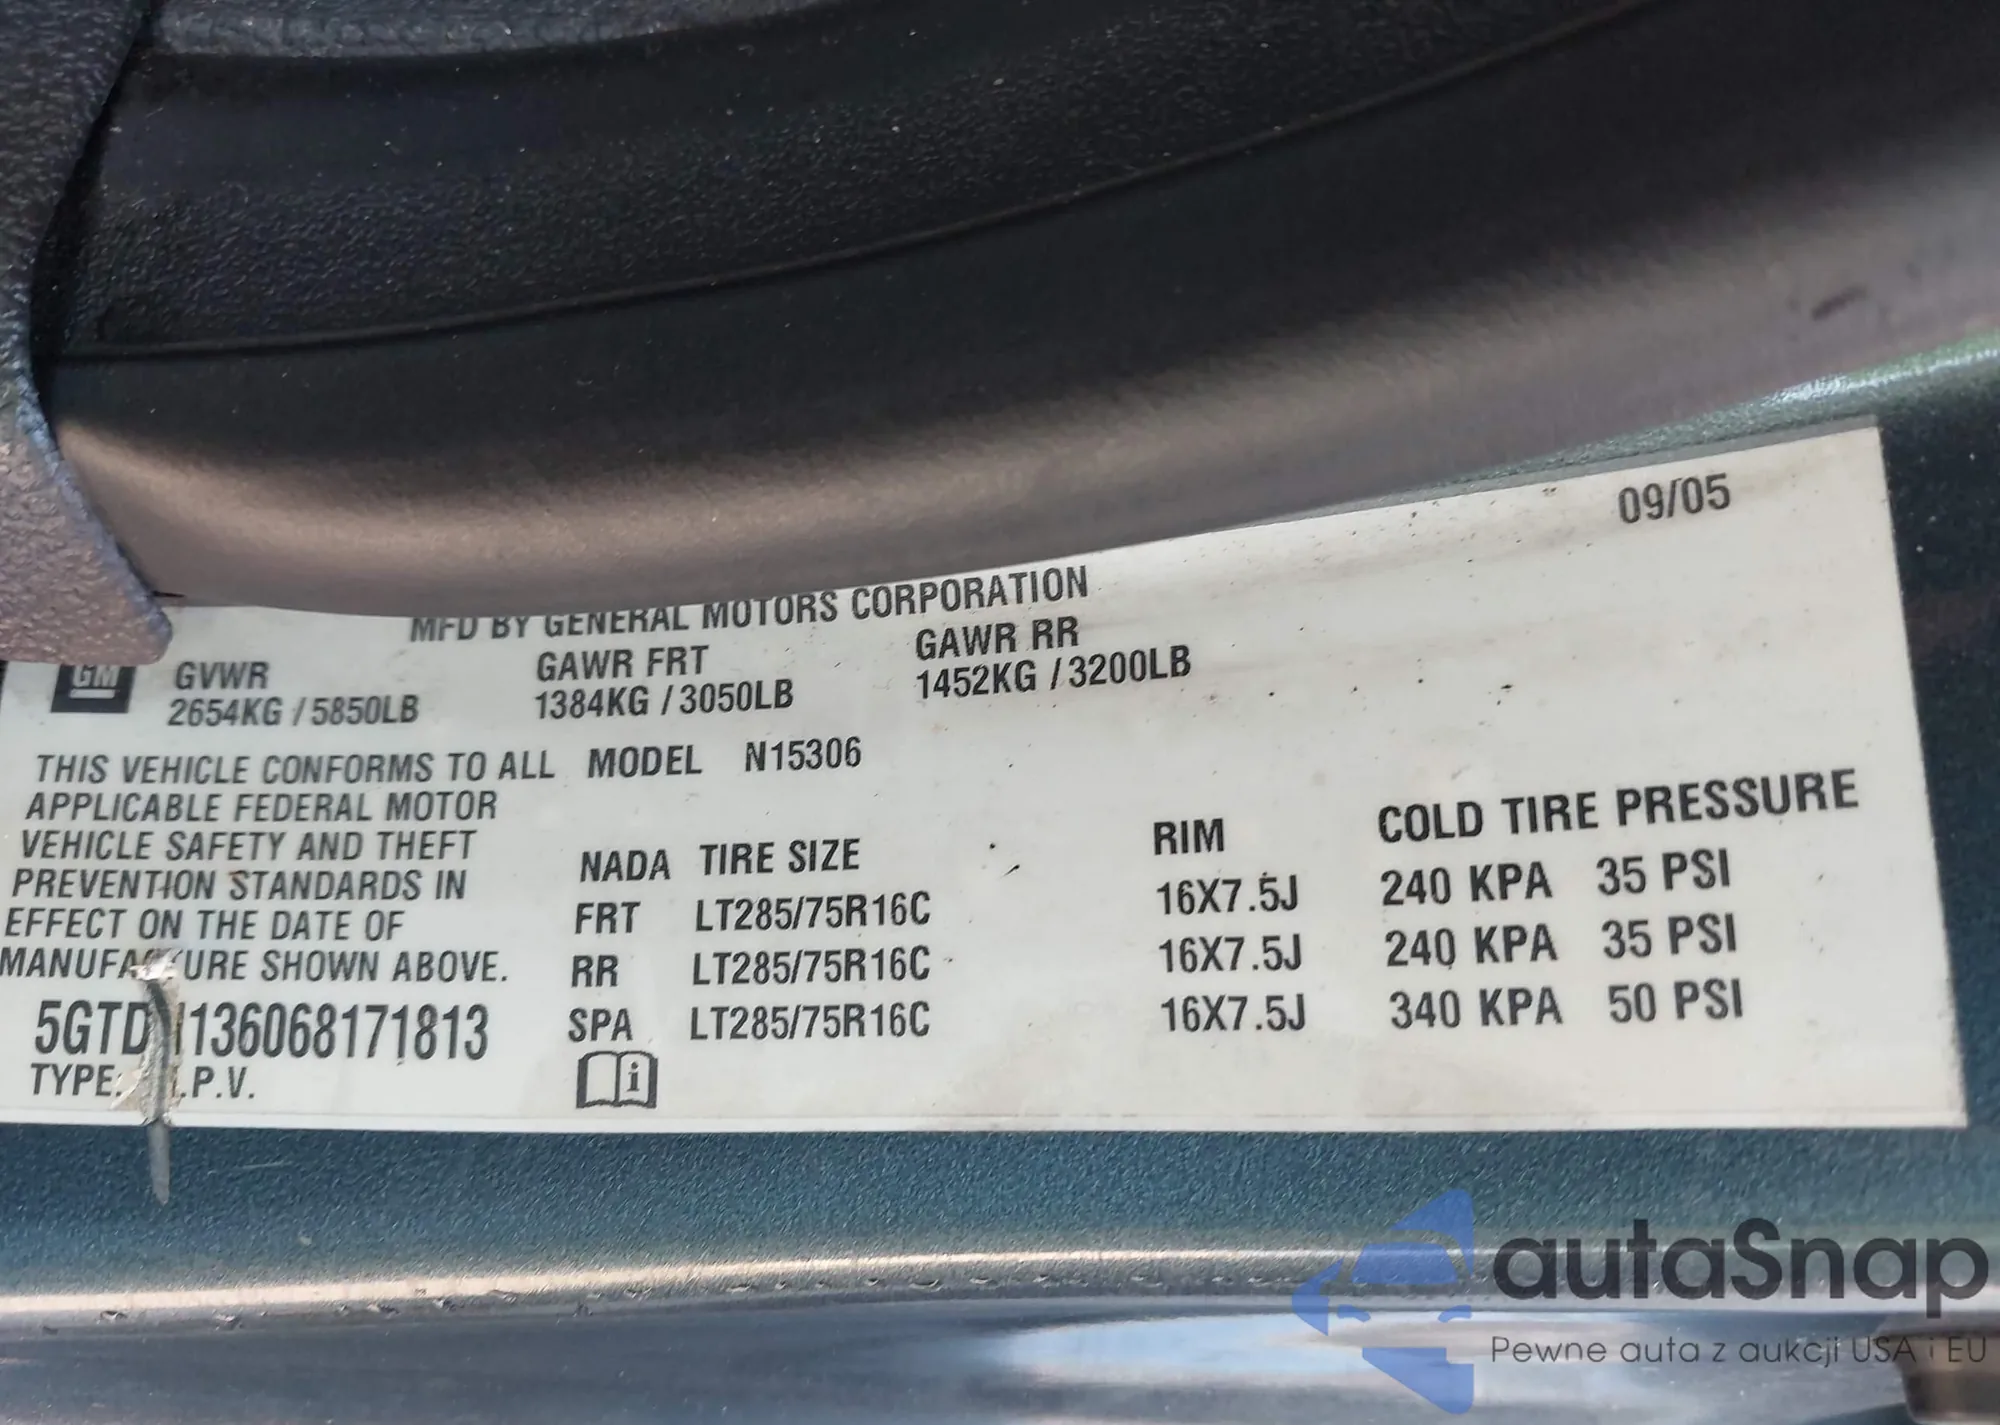 09/05
MFD BY GENERAL MOTORS CORPORATION
GM
GVWR GAWR FRT GAWR RR
2654KG / 5850LB 1384KG / 3050LB 1452KG / 3200LB
THIS VEHICLE CONFORMS TO ALL
APPLICABLE FEDERAL MOTOR
VEHICLE SAFETY AND THEFT
PREVENTION STANDARDS IN
EFFECT ON THE DATE OF
SHOWN ABOVE.
TYPE:
MODEL N15306
NADA TIRE SIZE RIM COLD TIRE PRESSURE
FRT LT285/75R16C 16X7.5J 240 KPA 35 PSI
RR LT285/75R16C 16X7.5J 240 KPA 35 PSI
SPA LT285/75R16C 16X7.5J 340 KPA 50 PSI
i
autaSnap
Pewne auta z aukcji USA i EU